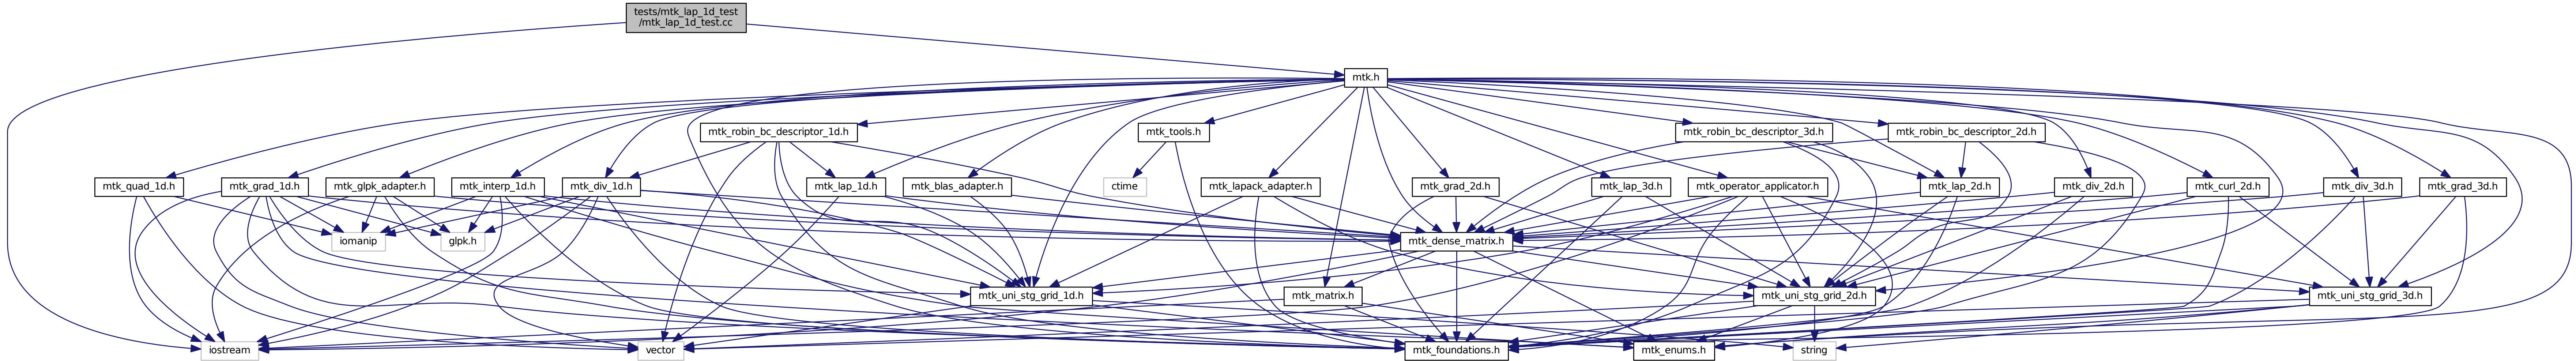 tests/mtk_lap_1d_test
/mtk_lap_1d_test.cc
mtk.h
mtk_robin_bc_descriptor_1d.h
mtk_tools.h
mtk_robin_bc_descriptor_3d.h
mtk_robin_bc_descriptor_2d.h
mtk_quad_1d.h
mtk_grad_1d.h
mtk_glpk_adapter.h
mtk_interp_1d.h
mtk_div_1d.h
mtk_lap_1d.h
mtk_blas_adapter.h
ctime
mtk_lapack_adapter.h
mtk_grad_2d.h
mtk_lap_3d.h
mtk_operator_applicator.h
mtk_lap_2d.h
mtk_div_2d.h
mtk_curl_2d.h
mtk_div_3d.h
mtk_grad_3d.h
iomanip
glpk.h
mtk_dense_matrix.h
mtk_uni_stg_grid_1d.h
mtk_matrix.h
mtk_uni_stg_grid_2d.h
mtk_uni_stg_grid_3d.h
iostream
vector
mtk_foundations.h
mtk_enums.h
string